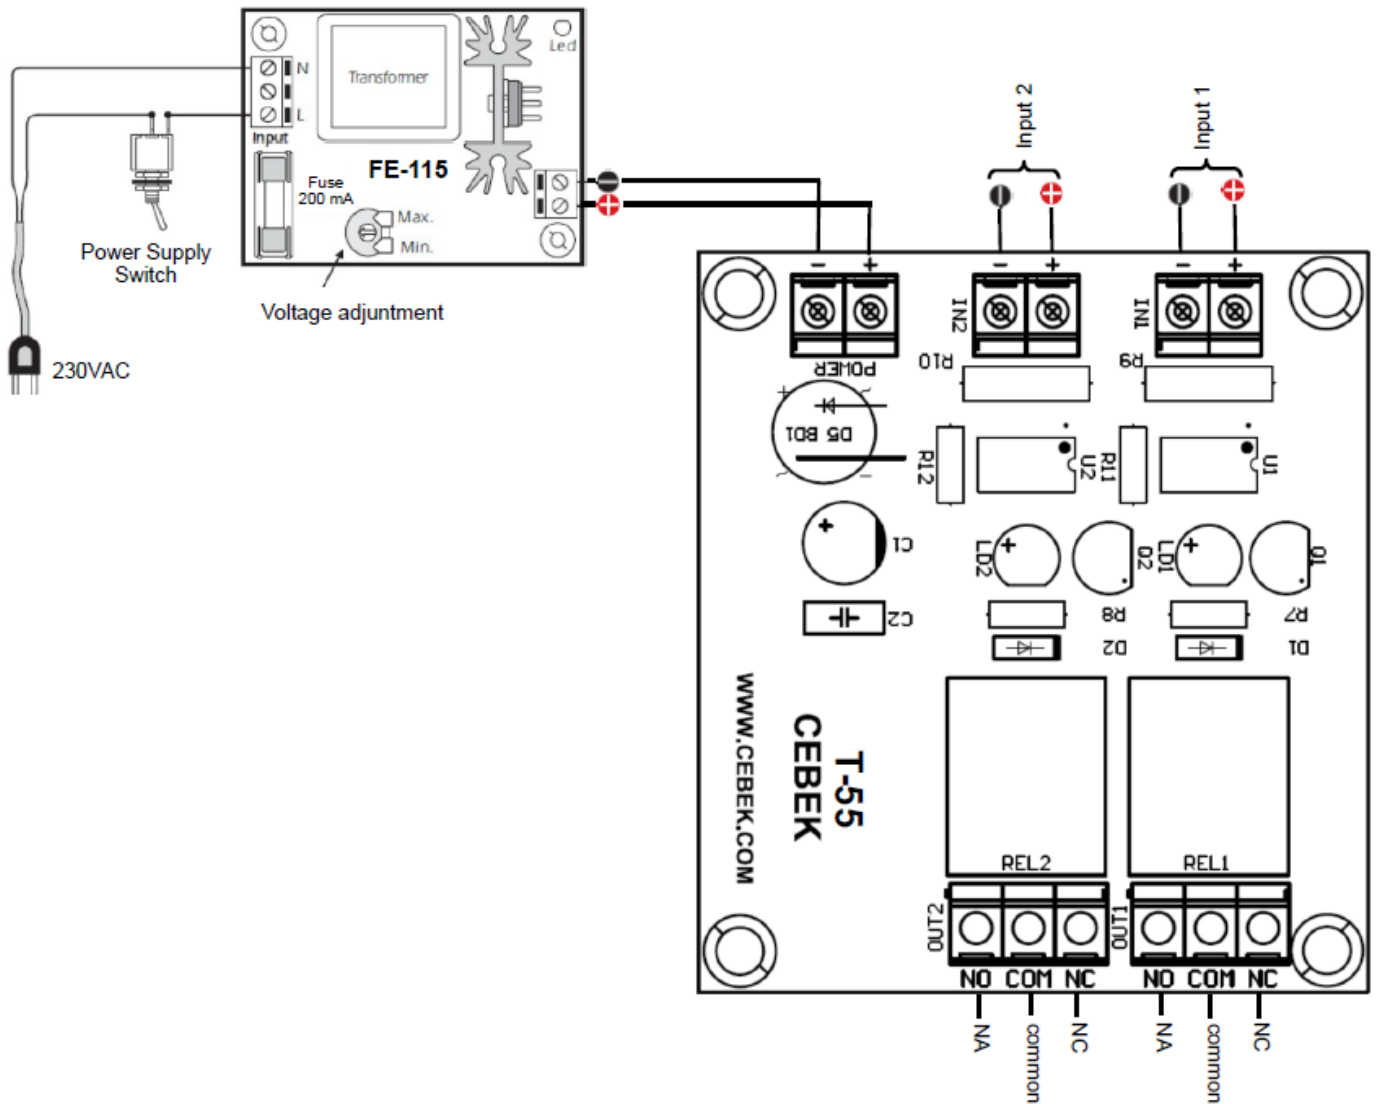 Led
N
Transformer
L
Input
FE-115
Fuse
200 mA
Max.
Min.
Power Supply
Switch
Voltage adjuntment
230VAC
Input 2
Input 1
-
+
-
+
-
+
IN2
IN1
POWER
R10
R9
+
~
D5 BD1
~
-
R12
U2
R11
U1
+
C1
LD2
+
Q2
LD1
+
Q1
C2
R8
R7
D2
D1
WWW.CEBEK.COM
CEBEK
T-55
REL2
REL1
OUT2
OUT1
NO COM NC
NO COM NC
NA
common
NC
NA
common
NC